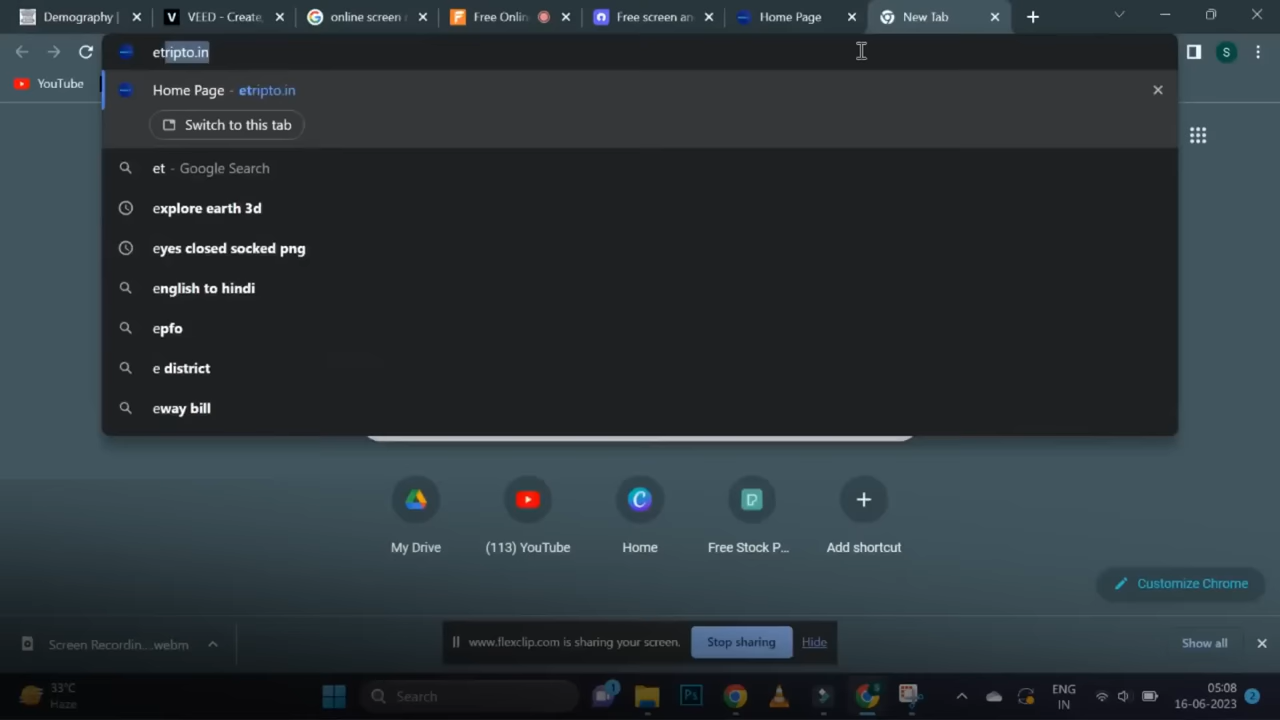 Demography |
VEED - Create,
online screen r
Free Onlin
Free screen an
Home Page
New Tab
etripto.in
S
YouTube
Home Page - etripto.in
Switch to this tab
et - Google Search
explore earth 3d
eyes closed socked png
english to hindi
epfo
e district
eway bill
My Drive
(113) YouTube
Home
Free Stock P...
Add shortcut
Customize Chrome
Screen Recordin....webm
www.flexclip.com is sharing your screen.
Stop sharing
Hide
Show all
33°C
Haze
Search
1
Ps
ENG
IN
05:08
16-06-2023
2